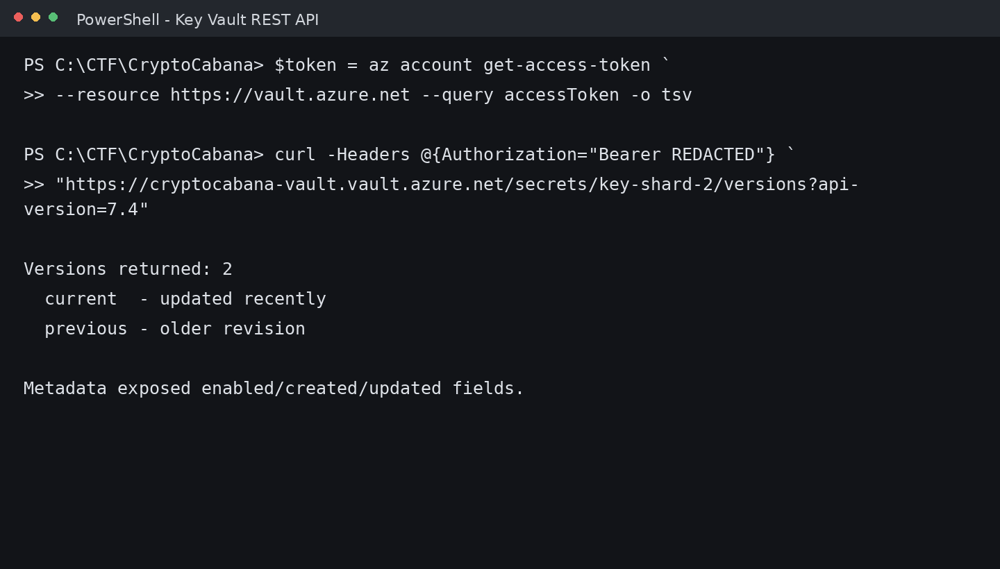 PowerShell - Key Vault REST API
PS C:\CTF\CryptoCabana> $token = az account get-access-token `
>> --resource https://vault.azure.net --query accessToken -o tsv
PS C:\CTF\CryptoCabana> curl -Headers @{Authorization="Bearer REDACTED"} `
>> "https://cryptocabana-vault.vault.azure.net/secrets/key-shard-2/versions?api-
version=7.4"
Versions returned: 2
  current  - updated recently
  previous - older revision
Metadata exposed enabled/created/updated fields.